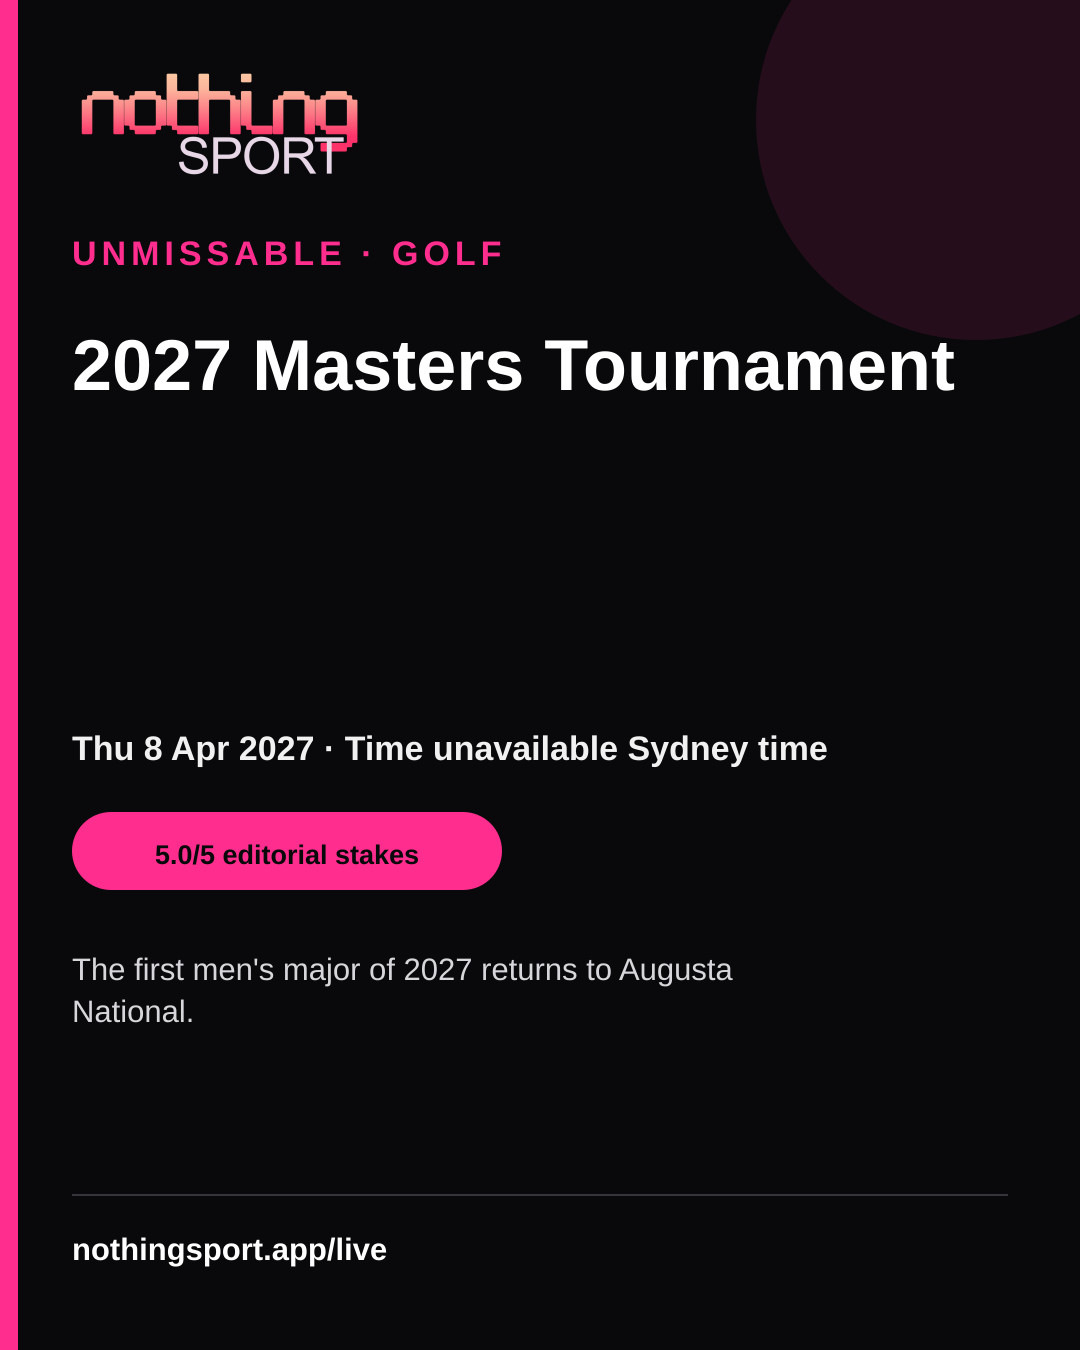 nothing
SPORT
UNMISSABLE · GOLF
2027 Masters Tournament
Thu 8 Apr 2027 · Time unavailable Sydney time
5.0/5 editorial stakes
The first men's major of 2027 returns to Augusta
National.
nothingsport.app/live